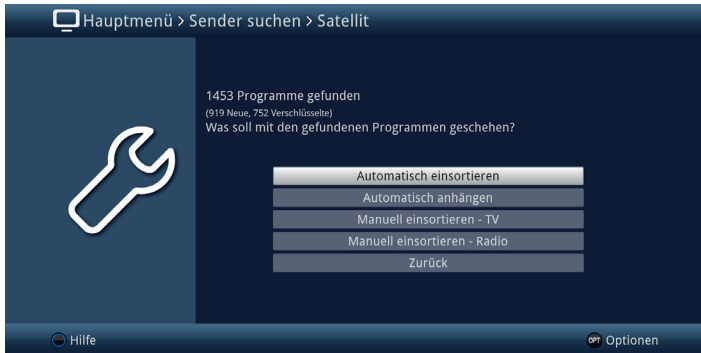 Hauptmenü > Sender suchen > Satellit
1453 Programme gefunden
(919 Neue, 752 Verschlüsselte)
Was soll mit den gefundenen Programmen geschehen?
Automatisch einsortieren
Automatisch anhängen
Manuell einsortieren - TV
Manuell einsortieren - Radio
Zurück
Hilfe
OPT Optionen